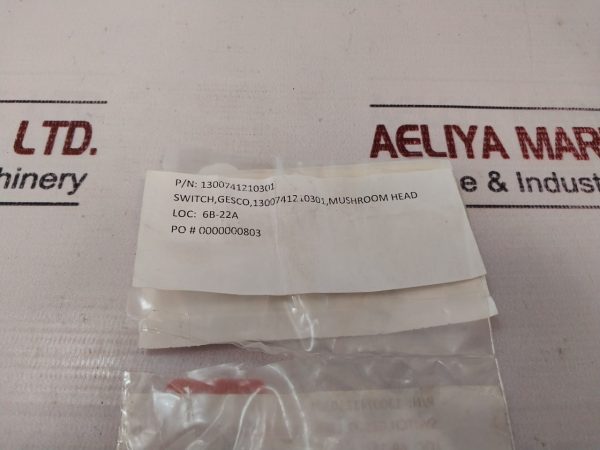 LTD.
AELIYA MAR
hinery
e & Indust
P/N: 1300741210301
SWITCH,GESCO,1300741210301,MUSHROOM HEAD
LOC: 6B-22A
PO # 0000000803